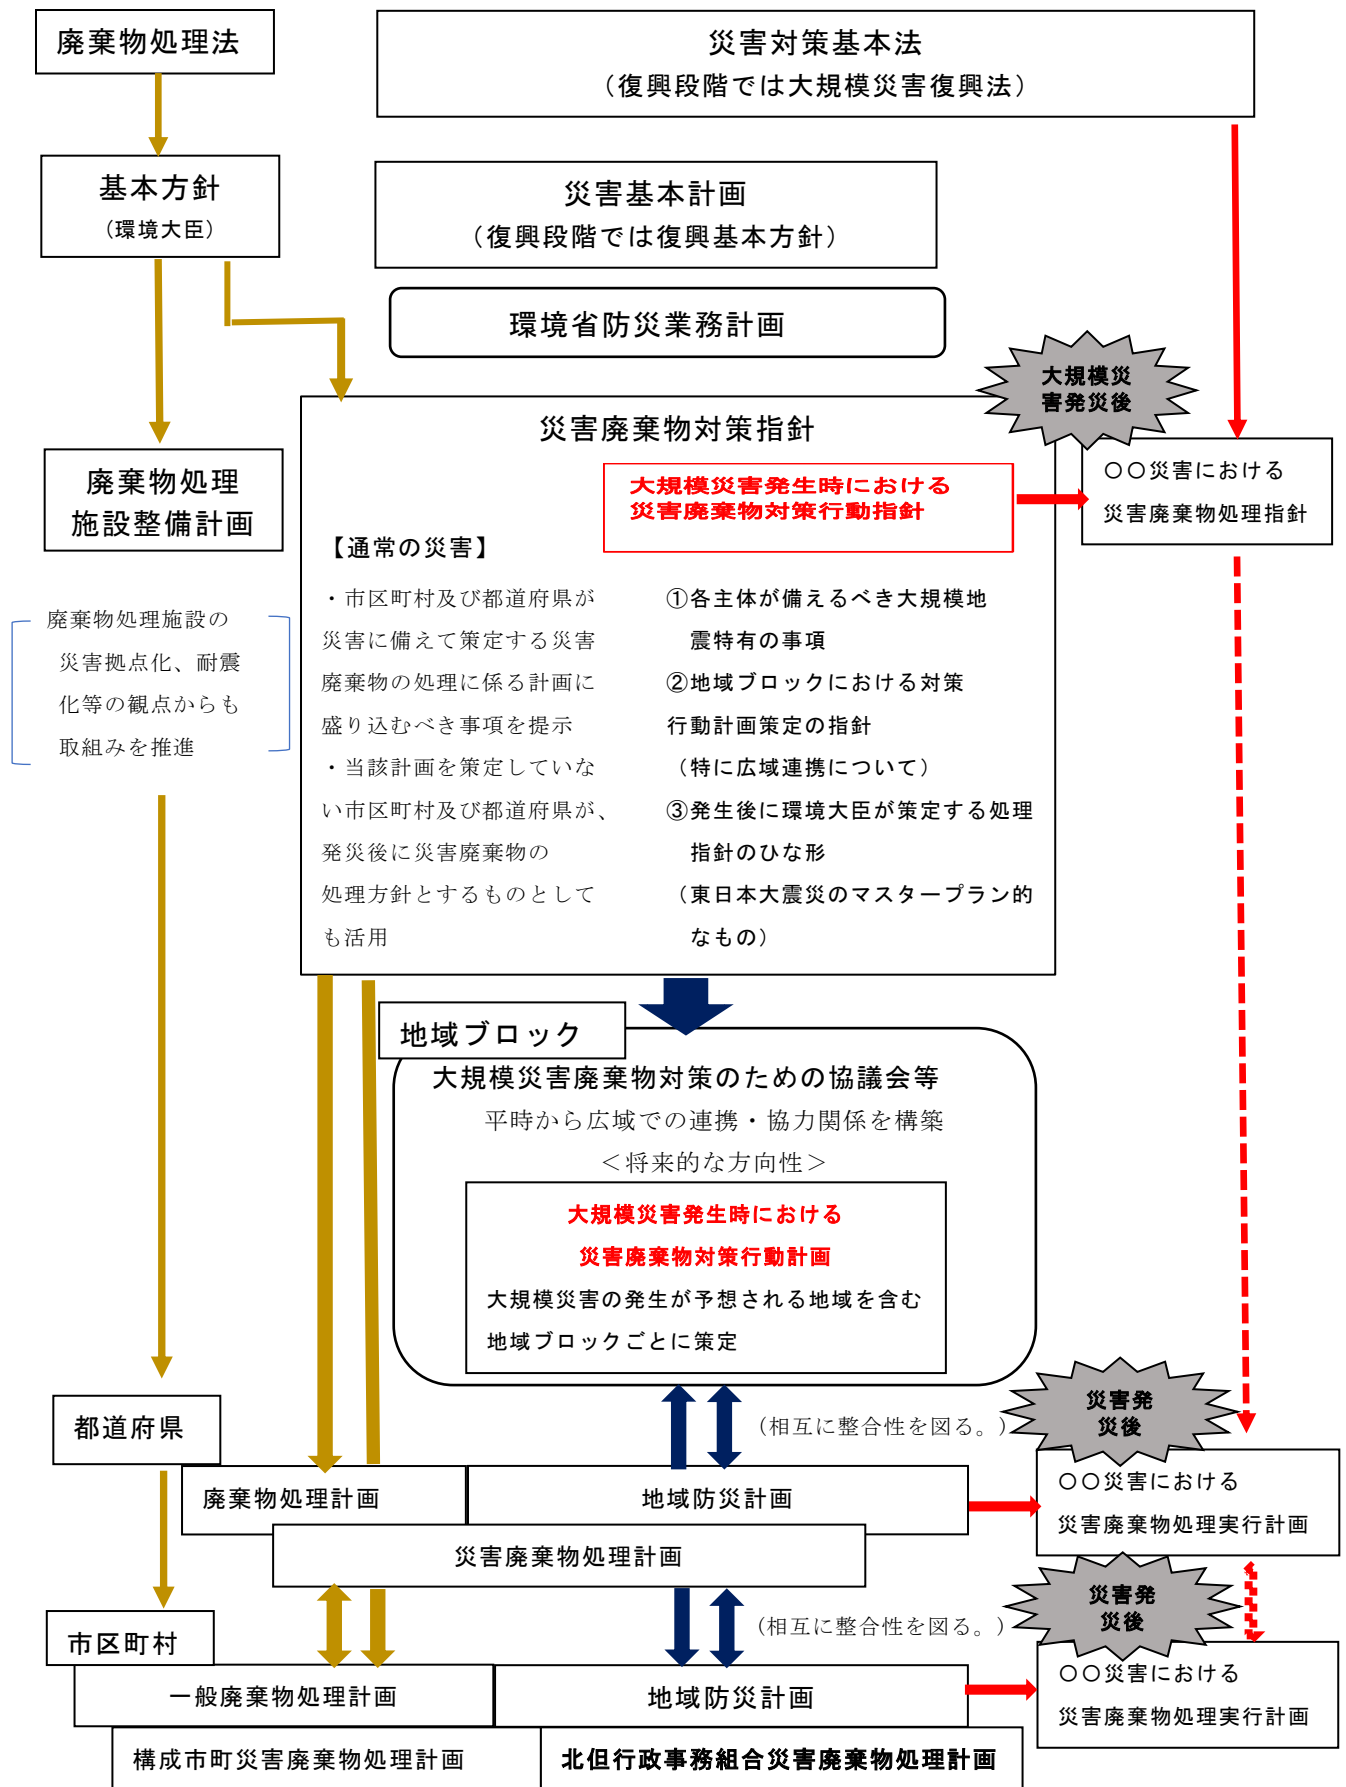 廃棄物処理法
災害対策基本法
（復興段階では大規模災害復興法）
基本方針
（環境大臣）
災害基本計画
（復興段階では復興基本方針）
環境省防災業務計画
大規模災
害発災後
災害廃棄物対策指針
廃棄物処理
施設整備計画
大規模災害発生時における
災害廃棄物対策行動指針
〇〇災害における
災害廃棄物処理指針
【通常の災害】
・市区町村及び都道府県が
災害に備えて策定する災害
廃棄物の処理に係る計画に
盛り込むべき事項を提示
・当該計画を策定していな
い市区町村及び都道府県が、
発災後に災害廃棄物の
処理方針とするものとして
も活用
①各主体が備えるべき大規模地
震特有の事項
②地域ブロックにおける対策
行動計画策定の指針
（特に広域連携について）
③発生後に環境大臣が策定する処理
指針のひな形
（東日本大震災のマスタープラン的
なもの）
廃棄物処理施設の
災害拠点化、耐震
化等の観点からも
取組みを推進
地域ブロック
大規模災害廃棄物対策のための協議会等
平時から広域での連携・協力関係を構築
＜将来的な方向性＞
大規模災害発生時における
災害廃棄物対策行動計画
大規模災害の発生が予想される地域を含む
地域ブロックごとに策定
都道府県
（相互に整合性を図る。）
災害発
災後
廃棄物処理計画
地域防災計画
〇〇災害における
災害廃棄物処理実行計画
災害廃棄物処理計画
市区町村
（相互に整合性を図る。）
災害発
災後
一般廃棄物処理計画
地域防災計画
〇〇災害における
災害廃棄物処理実行計画
構成市町災害廃棄物処理計画
北但行政事務組合災害廃棄物処理計画